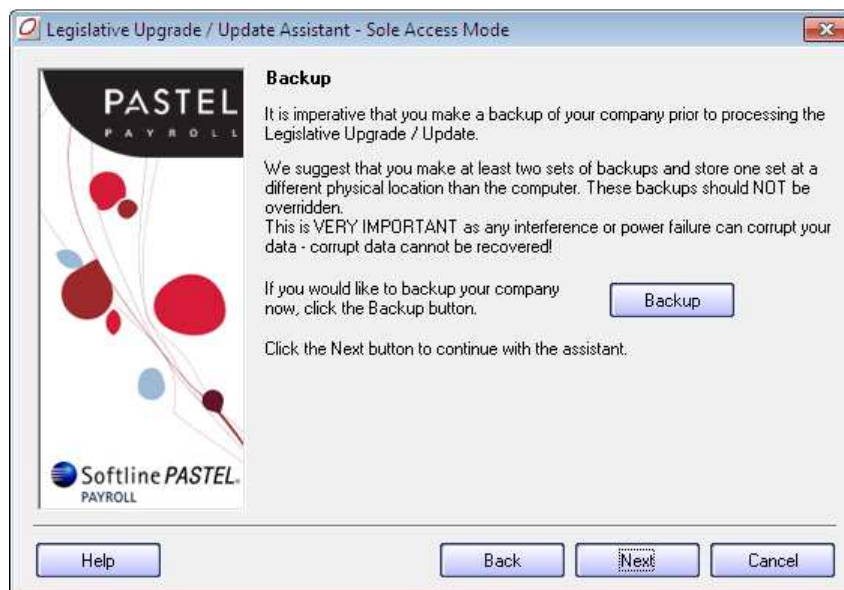 Legislative Upgrade / Update Assistant - Sole Access Mode
PASTEL
PAYROLL
Backup
It is imperative that you make a backup of your company prior to processing the
Legislative Upgrade / Update.
We suggest that you make at least two sets of backups and store one set at a
different physical location than the computer. These backups should NOT be
overridden.
This is VERY IMPORTANT as any interference or power failure can corrupt your
data - corrupt data cannot be recovered!
If you would like to backup your company
now, click the Backup button.
Backup
Click the Next button to continue with the assistant.
Softline PASTEL.
PAYROLL
Help
Back
Next
Cancel